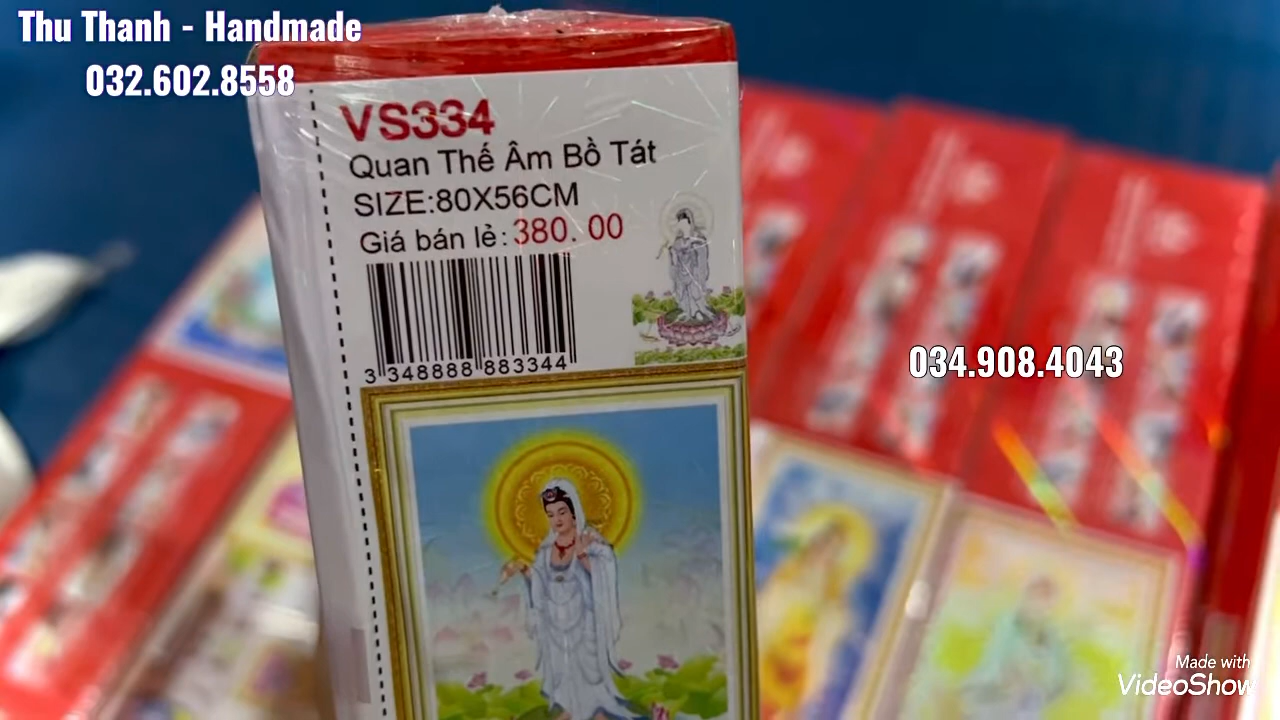 Thu Thanh - Handmade
032.602.8558
VS334
Quan Thế Âm Bồ Tát
SIZE:80X56CM
Giá bán lẻ: 380. 00
3 348888 883344
034.908.4043
Made with
VideoShow